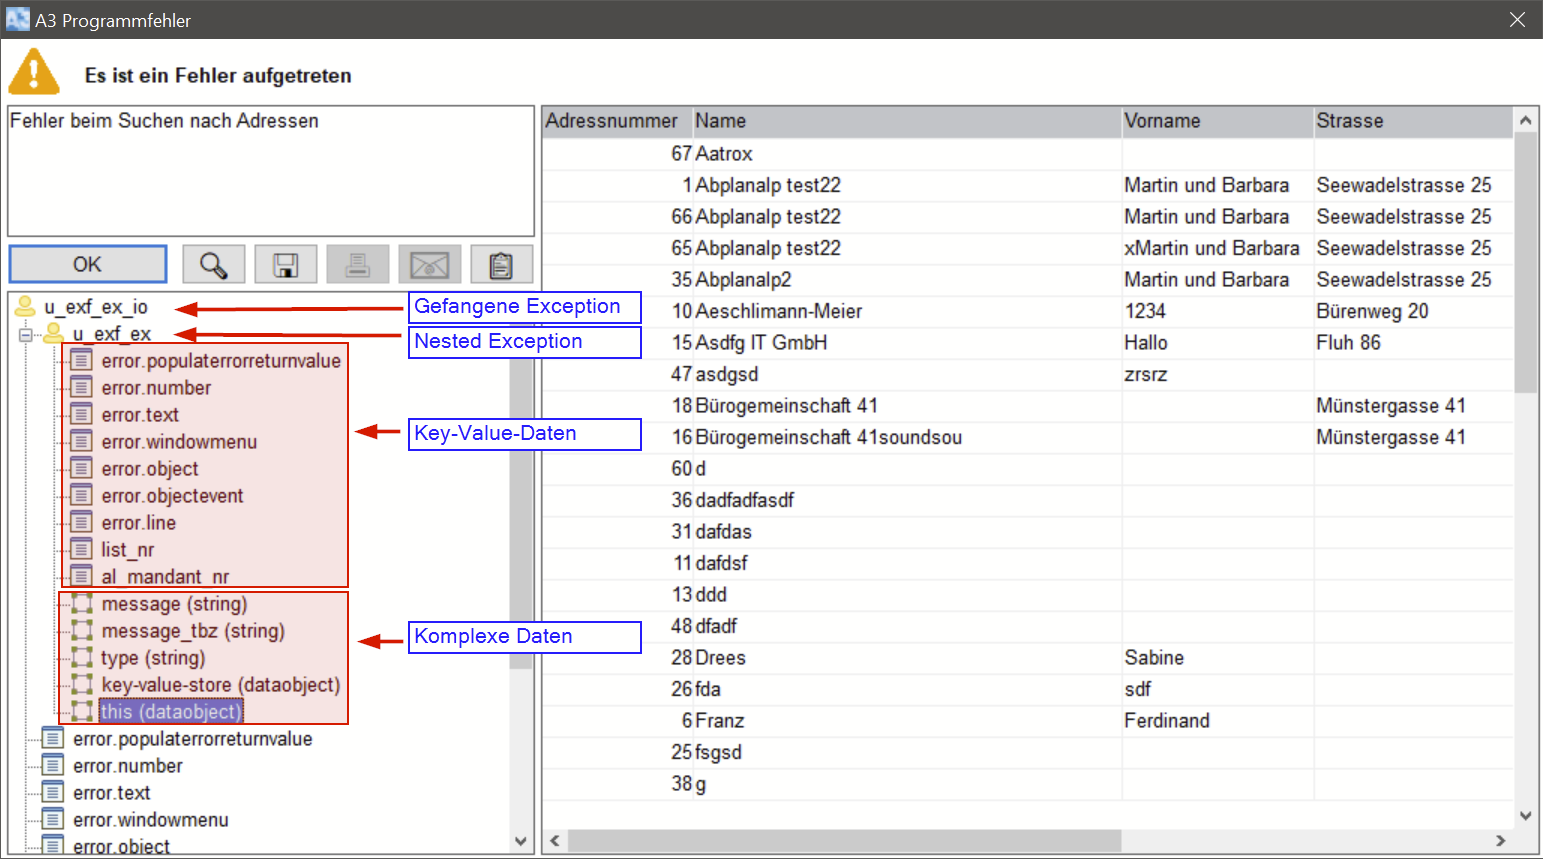 A3 Programmfehler
Es ist ein Fehler aufgetreten
Fehler beim Suchen nach Adressen
OK
u_exf_ex_io
Gefangene Exception
u_exf_ex
Nested Exception
error.populaterrorreturnvalue
error.number
error.text
error.windowmenu
Key-Value-Daten
error.object
error.objectevent
error.line
list_nr
al_mandant_nr
message (string)
message_tbz (string)
Komplexe Daten
type (string)
key-value-store (dataobject)
this (dataobject)
error.populaterrorreturnvalue
error.number
error.text
error.windowmenu
error.object
Adressnummer Name Vorname Strasse
67 Aatrox
1 Abplanalp test22 Martin und Barbara Seewadelstrasse 25
66 Abplanalp test22 Martin und Barbara Seewadelstrasse 25
65 Abplanalp test22 xMartin und Barbara Seewadelstrasse 25
35 Abplanalp2 Martin und Barbara Seewadelstrasse 25
10 Aeschlimann-Meier 1234 Bürenweg 20
15 Asdfg IT GmbH Hallo Fluh 86
47 asdgsd zrsrz
18 Bürogemeinschaft 41 Münstergasse 41
16 Bürogemeinschaft 41soundsou Münstergasse 41
60 d
36 dadfadfasdf
31 dafdas
11 dafdsf
13 ddd
48 dfadf
28 Drees Sabine
26 fda sdf
6 Franz Ferdinand
25 fsgsd
38 g